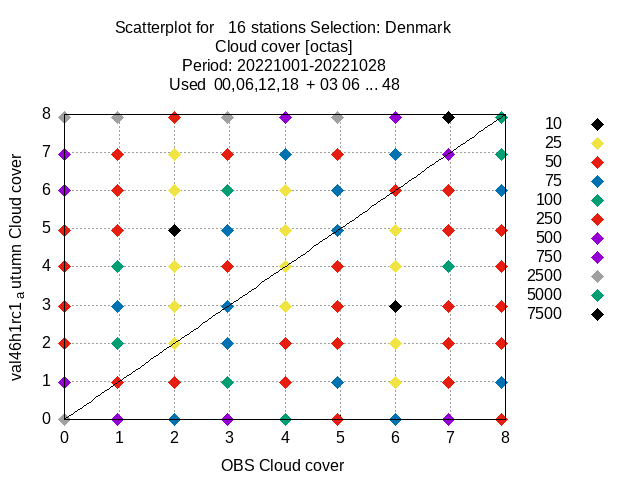 Scatterplot for 16 stations Selection: Denmark
Cloud cover [octas]
Period: 20221001-20221028
Used 00,06,12,18 + 03 06 ... 48
val46h1rc1 a utumn Cloud cover
8
7
6
5
4
3
2
1
0
0 1 2 3 4 5 6 7 8
OBS Cloud cover
10
25
50
75
100
250
500
750
2500
5000
7500